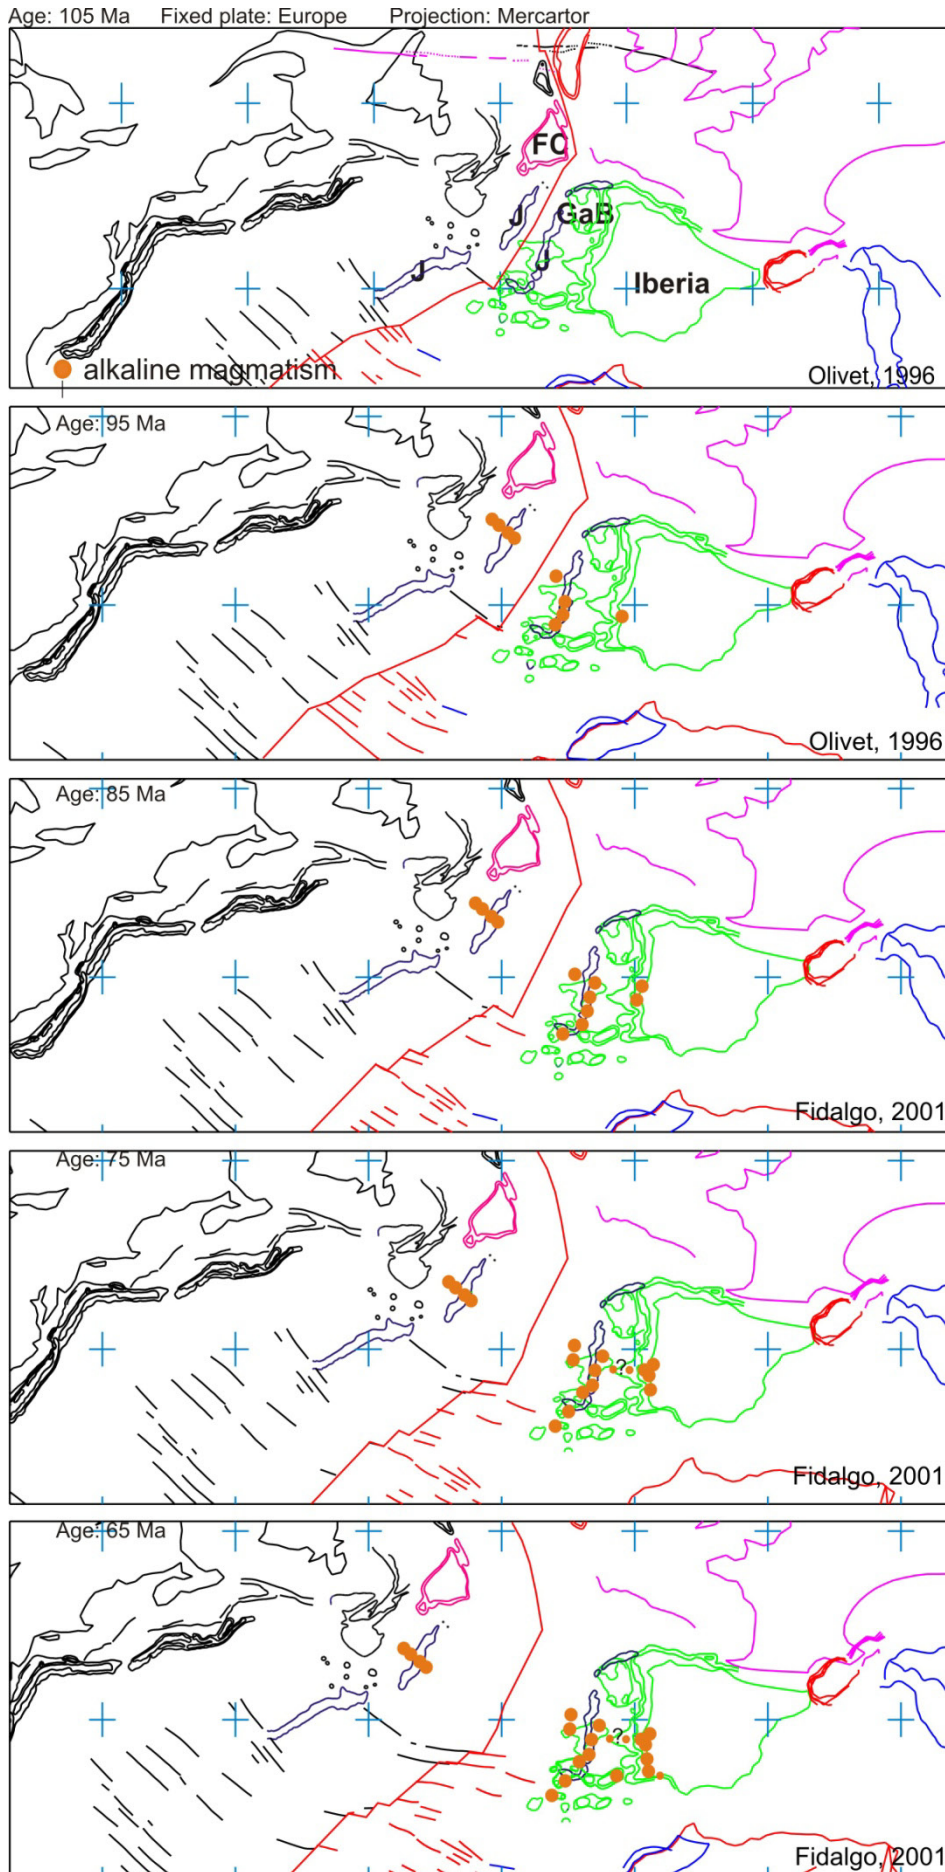 Age: 105 Ma Fixed plate: Europe Projection: Mercartor
FC
J
GaB
J
J
Iberia
alkaline magmatism
Olivet, 1996
Age: 95 Ma
Olivet, 1996
Age: 85 Ma
Fidalgo, 2001
Age: 75 Ma
?
Fidalgo, 2001
Age: 65 Ma
?
Fidalgo, 2001